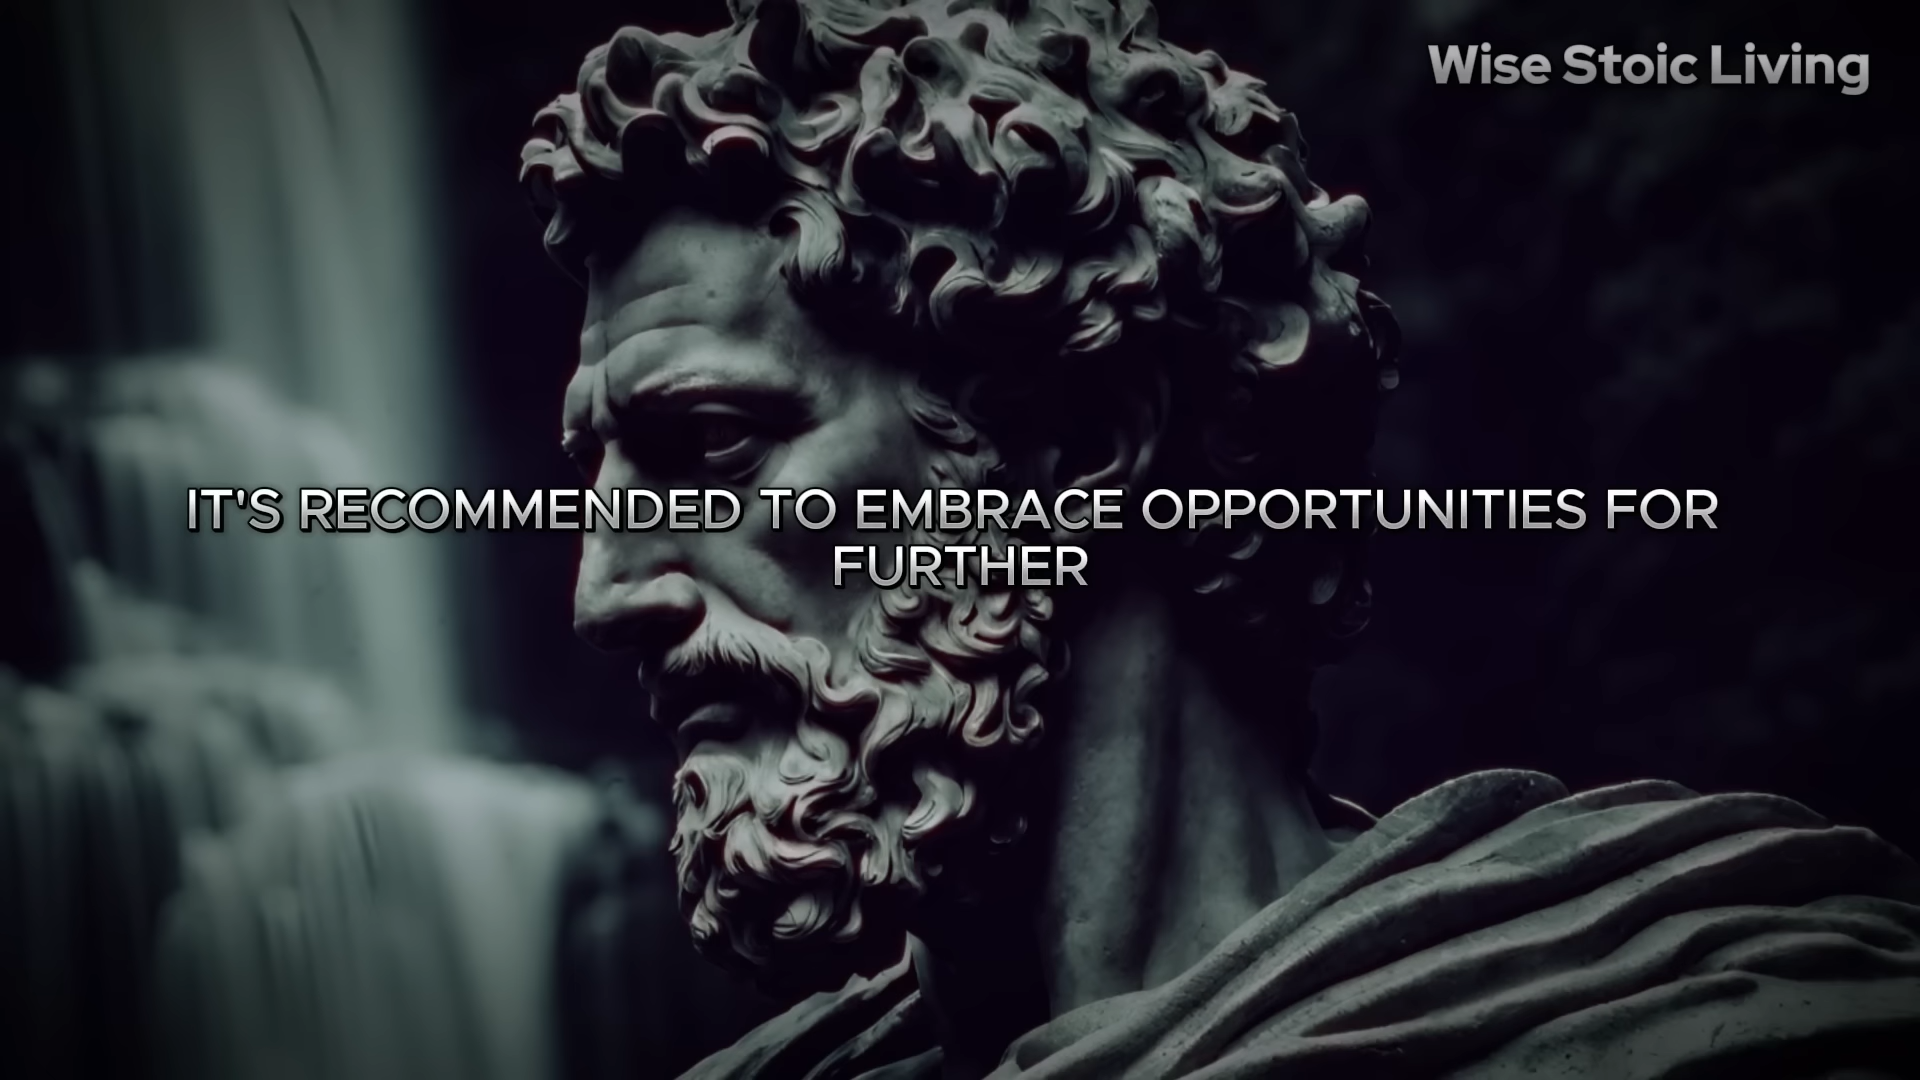 Wise Stoic Living
IT'S RECOMMENDED TO EMBRACE OPPORTUNITIES FOR
FURTHER